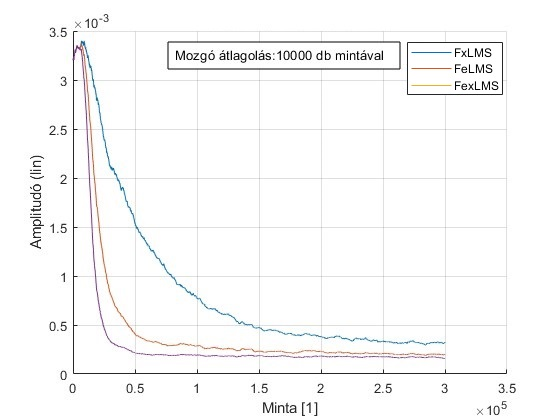 ×10⁻³
3.5
3
2.5
2
1.5
1
0.5
0
Amplitudó (lin)
Mozgó átlagolás:10000 db mintával
FxLMS
FeLMS
FexLMS
0 0.5 1 1.5 2 2.5 3 3.5
Minta [1]
×10⁵